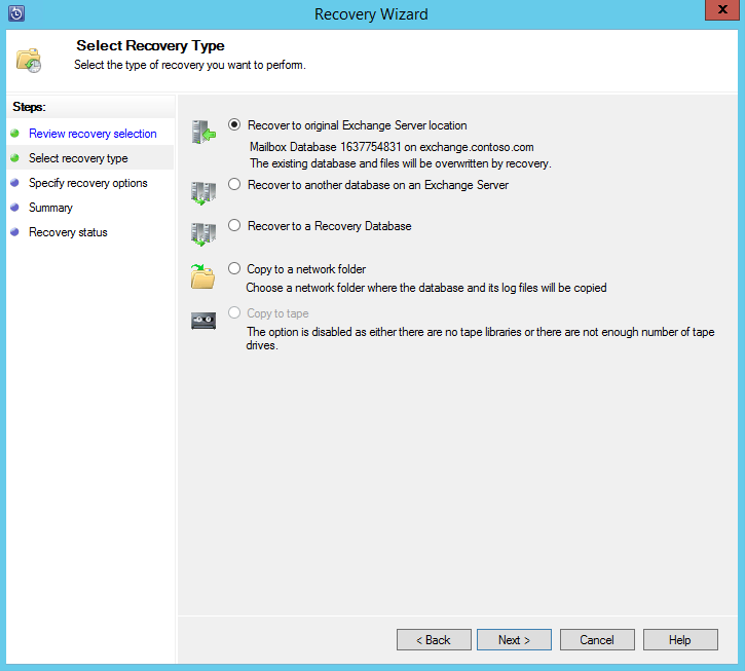 Recovery Wizard
x
Select Recovery Type
Select the type of recovery you want to perform.
Steps:
Review recovery selection
Select recovery type
Specify recovery options
Summary
Recovery status
Recover to original Exchange Server location
Mailbox Database 1637754831 on exchange.contoso.com
The existing database and files will be overwritten by recovery.
Recover to another database on an Exchange Server
Recover to a Recovery Database
Copy to a network folder
Choose a network folder where the database and its log files will be copied
Copy to tape
The option is disabled as either there are no tape libraries or there are not enough number of tape
drives.
< Back
Next >
Cancel
Help